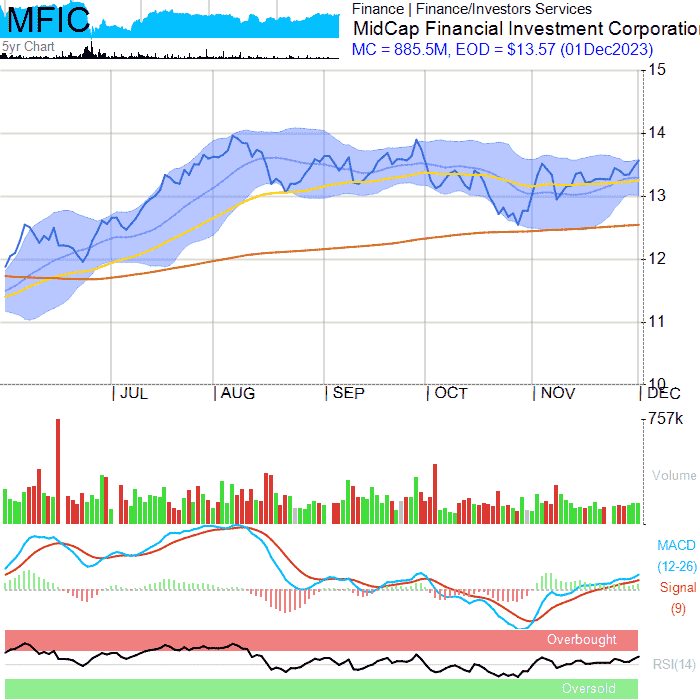 MFIC
5yr Chart
Finance | Finance/Investors Services
MidCap Financial Investment Corporatio
MC = 885.5M, EOD = $13.57 (01Dec2023)
15
14
13
12
11
10
JUL AUG SEP OCT NOV DEC
757k
Volume
MACD
(12-26)
Signal
(9)
Overbought
RSI(14)
Oversold